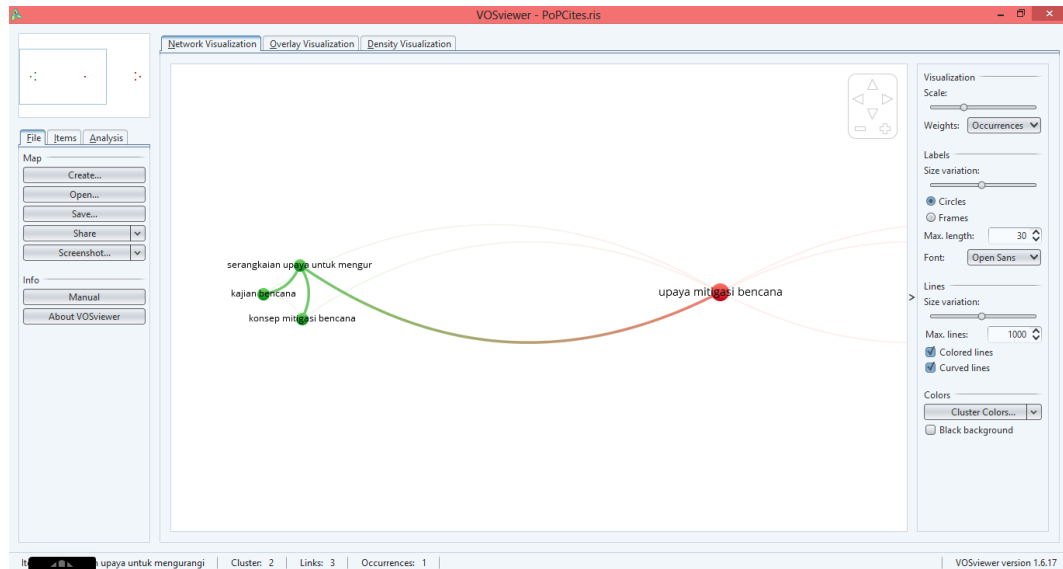 VOSviewer - PoPCites.ris
Network Visualization Overlay Visualization Density Visualization
File Items Analysis
Map
Create...
Open...
Save...
Share
Screenshot...
Info
Manual
About VOSviewer
serangkaian upaya untuk mengur
kajian bencana
konsep mitigasi bencana
upaya mitigasi bencana
>
Visualization
Scale:
Weights: Occurrences
Labels
Size variation:
Circles
Frames
Max. length: 30
Font: Open Sans
Lines
Size variation:
Max. lines: 1000
Colored lines
Curved lines
Colors
Cluster Colors...
Black background
upaya untuk mengurangi Cluster: 2 Links: 3 Occurrences: 1 VOSviewer version 1.6.17